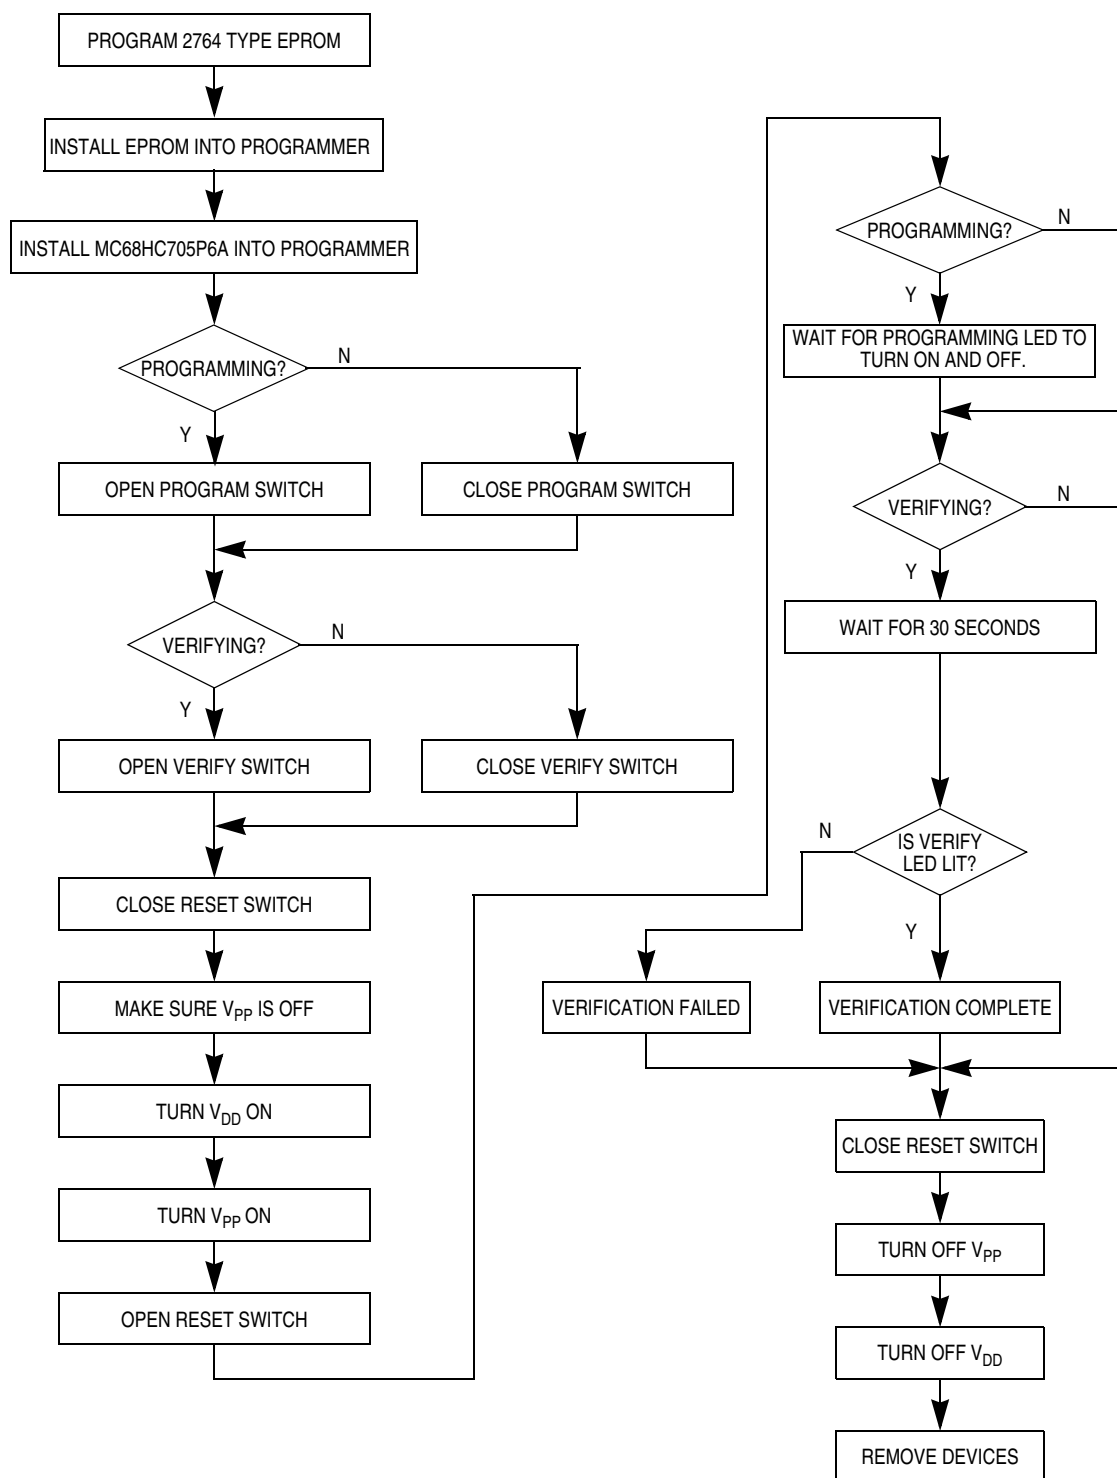 PROGRAM 2764 TYPE EPROM
INSTALL EPROM INTO PROGRAMMER
INSTALL MC68HC705P6A INTO PROGRAMMER
PROGRAMMING?
N
Y
OPEN PROGRAM SWITCH
CLOSE PROGRAM SWITCH
VERIFYING?
N
Y
OPEN VERIFY SWITCH
CLOSE VERIFY SWITCH
CLOSE RESET SWITCH
MAKE SURE VPP IS OFF
TURN VDD ON
TURN VPP ON
OPEN RESET SWITCH
PROGRAMMING?
N
Y
WAIT FOR PROGRAMMING LED TO
TURN ON AND OFF.
VERIFYING?
N
Y
WAIT FOR 30 SECONDS
IS VERIFY
LED LIT?
N
Y
VERIFICATION FAILED
VERIFICATION COMPLETE
CLOSE RESET SWITCH
TURN OFF VPP
TURN OFF VDD
REMOVE DEVICES